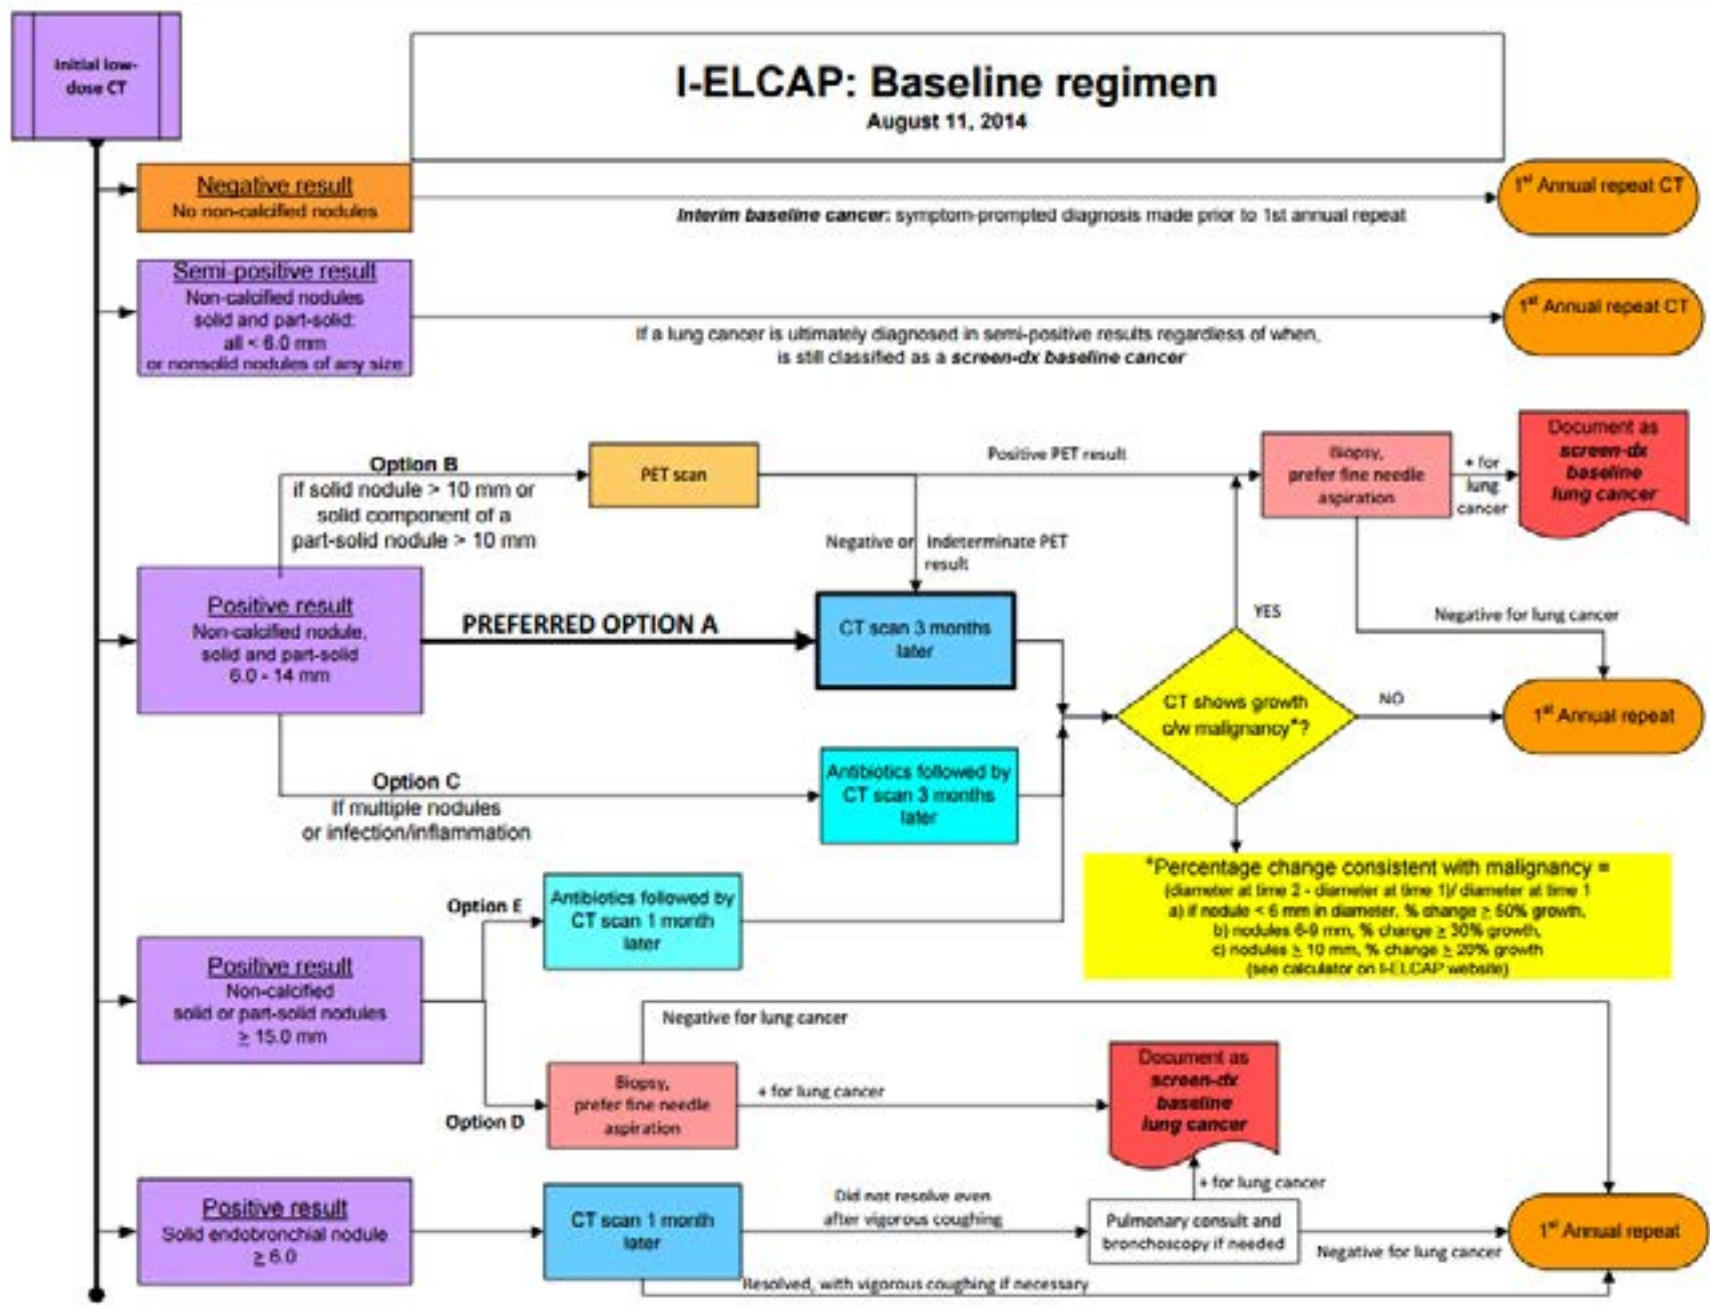 Initial low-
dose CT
I-ELCAP: Baseline regimen
August 11, 2014
Negative result
No non-calcified nodules
Interim baseline cancer: symptom-prompted diagnosis made prior to 1st annual repeat
1st Annual repeat CT
Semi-positive result
Non-calcified nodules
solid and part-solid:
all < 6.0 mm
or nonsolid nodules of any size
If a lung cancer is ultimately diagnosed in semi-positive results regardless of when,
is still classified as a screen-dx baseline cancer
1st Annual repeat CT
Option B
if solid nodule > 10 mm or
solid component of a
part-solid nodule > 10 mm
PET scan
Positive PET result
Negative or Indeterminate PET
result
Biopsy,
prefer fine needle
aspiration
+ for
lung
cancer
Document as
screen-dx
baseline
lung cancer
Negative for lung cancer
Positive result
Non-calcified nodule,
solid and part-solid
6.0 - 14 mm
PREFERRED OPTION A
CT scan 3 months
later
YES
CT shows growth
c/w malignancy*?
NO
1st Annual repeat
Option C
If multiple nodules
or infection/inflammation
Antibiotics followed by
CT scan 3 months
later
*Percentage change consistent with malignancy =
(diameter at time 2 - diameter at time 1)/ diameter at time 1
a) if nodule < 6 mm in diameter, % change ≥ 50% growth,
b) nodules 6-9 mm, % change ≥ 30% growth,
c) nodules ≥ 10 mm, % change ≥ 20% growth
(see calculator on I-ELCAP website)
Option E
Antibiotics followed by
CT scan 1 month
later
Positive result
Non-calcified
solid or part-solid nodules
≥ 15.0 mm
Option D
Biopsy,
prefer fine needle
aspiration
Negative for lung cancer
+ for lung cancer
Document as
screen-dx
baseline
lung cancer
Positive result
Solid endobronchial nodule
≥ 6.0
CT scan 1 month
later
Did not resolve even
after vigorous coughing
Pulmonary consult and
bronchoscopy if needed
+ for lung cancer
Negative for lung cancer
Resolved, with vigorous coughing if necessary
1st Annual repeat